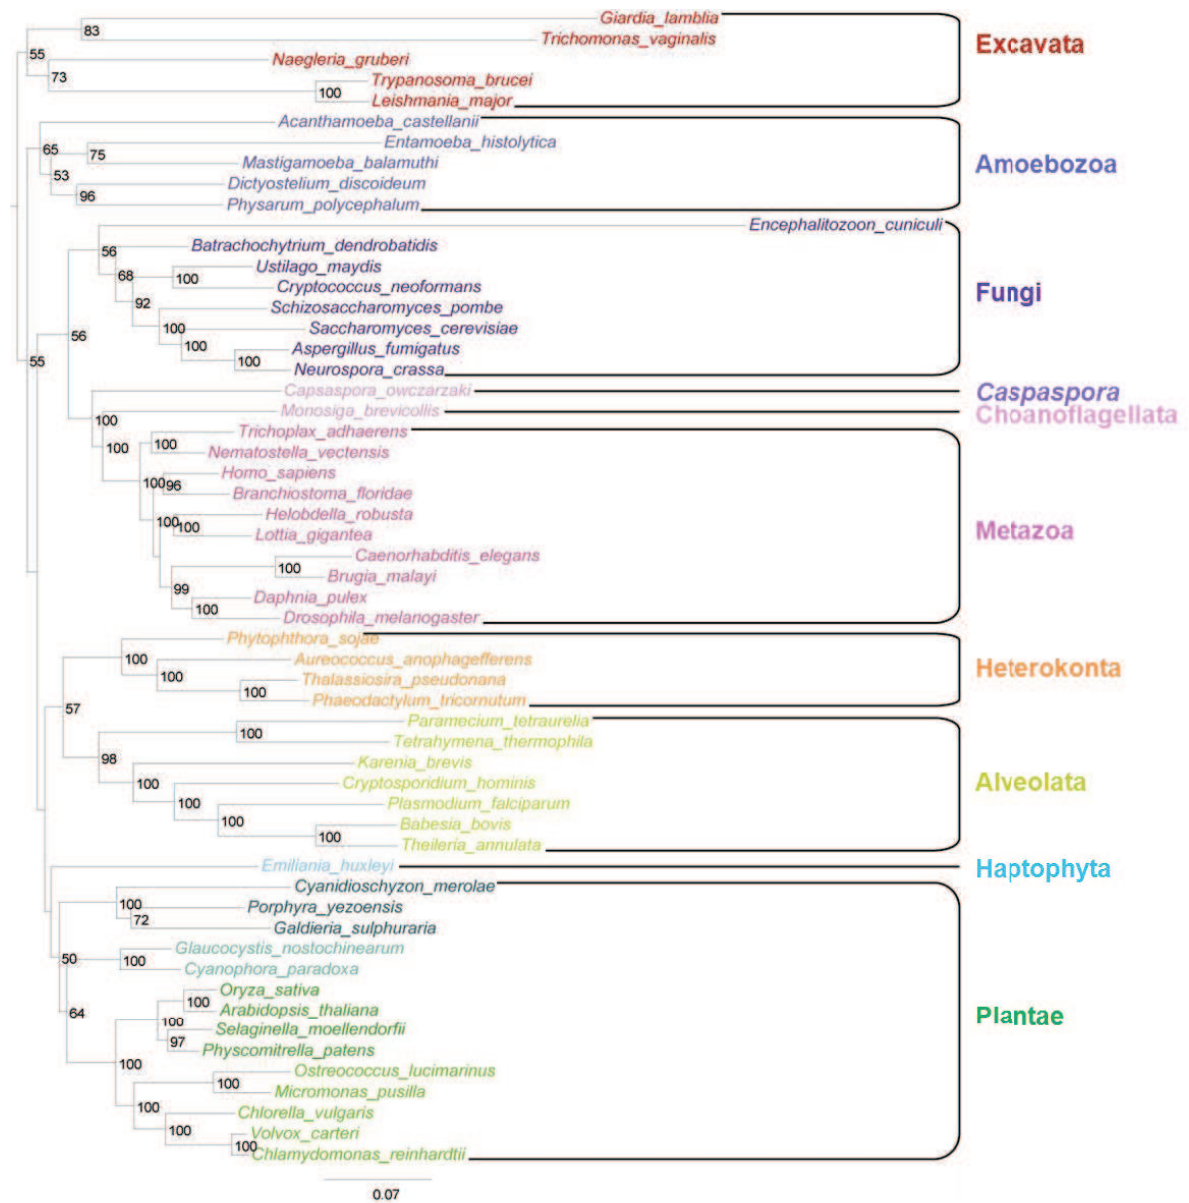 Giardia_lamblia
83
Trichomonas_vaginalis
Excavata
55
Naegleria_gruberi
73
Trypanosoma_brucei
100
Leishmania_major
Acanthamoeba_castellanii
Entamoeba_histolytica
65
75
Mastigamoeba_balamuthi
Amoebozoa
53
Dictyostelium_discoideum
96
Physarum_polycephalum
Encephalitozoon_cuniculi
56
Batrachochytrium_dendrobatidis
68
Ustilago_maydis
100
Cryptococcus_neoformans
Fungi
92
Schizosaccharomyces_pombe
100
Saccharomyces_cerevisiae
56
100
Aspergillus_fumigatus
55
100
Neurospora_crassa
Capsaspora_owczarzaki
Caspaspora
Monosiga_brevicollis
Choanoflagellata
100
Trichoplax_adhaerens
100
100
Nematostella_vectensis
Homo_sapiens
100
96
Branchiostoma_floridae
Helobdella_robusta
100
100
Lottia_gigantea
Metazoa
Caenorhabditis_elegans
100
Brugia_malayi
99
Daphnia_pulex
100
Drosophila_melanogaster
Phytophthora_sojae
100
Aureococcus_anophagefferens
Heterokonta
100
Thalassiosira_pseudonana
100
Phaeodactylum_tricornutum
57
Paramecium_tetraurelia
100
Tetrahymena_thermophila
98
Karenia_brevis
100
Cryptosporidium_hominis
Alveolata
100
Plasmodium_falciparum
100
Babesia_bovis
100
Theileria_annulata
Emiliania_huxleyi
Haptophyta
Cyanidioschyzon_merolae
100
Porphyra_yezoensis
72
Galdieria_sulphuraria
Glaucocystis_nostochinearum
50
100
Cyanophora_paradoxa
Oryza_sativa
100
Arabidopsis_thaliana
64
100
Selaginella_moellendorfii
Plantae
97
Physcomitrella_patens
100
Ostreococcus_lucimarinus
100
Micromonas_pusilla
100
Chlorella_vulgaris
100
Volvox_carteri
100
Chlamydomonas_reinhardtii
0.07